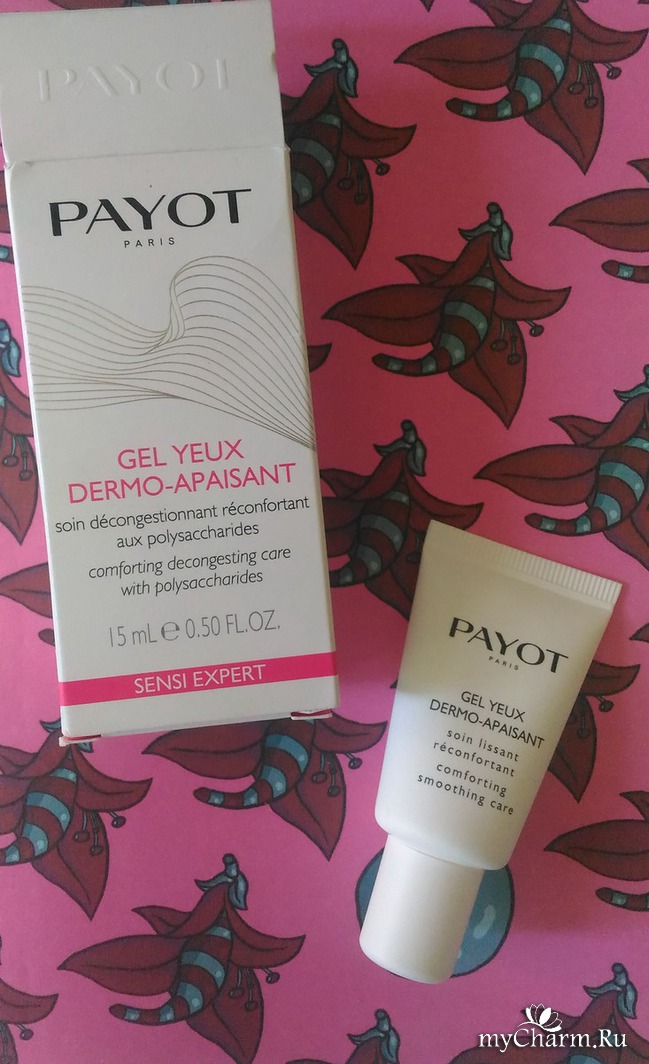 PAYOT
PAYOT
PARIS
GEL YEUX
DERMO-APAISANT
soin décongestionnant réconfortant
aux polysaccharides
comforting decongesting care
with polysaccharides
15 mL e 0.50 FL.OZ.
SENSI EXPERT
PAYOT
PARIS
GEL YEUX
DERMO-APAISANT
soin lissant
réconfortant
comforting
smoothing care
myCharm.Ru